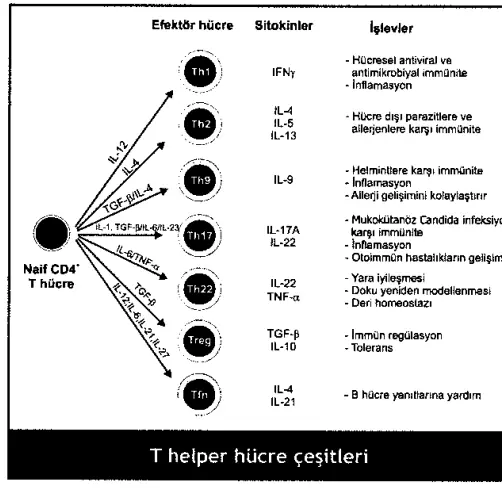 Efektör hücre Sitokinler İşlevler
IL-12
Th1
IFNγ
- Hücresel antiviral ve
antimikrobiyal immünite
- İnflamasyon
IL-4
Th2
IL-4
IL-5
IL-13
- Hücre dışı parazitlere ve
allerjenlere karşı immünite
TGF-β/IL-4
Th9
IL-9
- Helmintlere karşı immünite
- İnflamasyon
- Allerji gelişimini kolaylaştırır
Naif CD4+
T hücre
IL-1, TGF-β/IL-6/IL-23
Th17
IL-17A
IL-22
- Mukokütanöz Candida infeksiyo
karşı immünite
- İnflamasyon
- Otoimmün hastalıkların gelişim
IL-6/TNF-α
Th22
IL-22
TNF-α
- Yara iyileşmesi
- Doku yeniden modellenmesi
- Deri homeostazı
TGF-β
Treg
TGF-β
IL-10
- İmmün regülasyon
- Tolerans
IL-12,IL-6,IL-21,IL-27
Tfh
IL-4
IL-21
- B hücre yanıtlarına yardım
T helper hücre çeşitleri